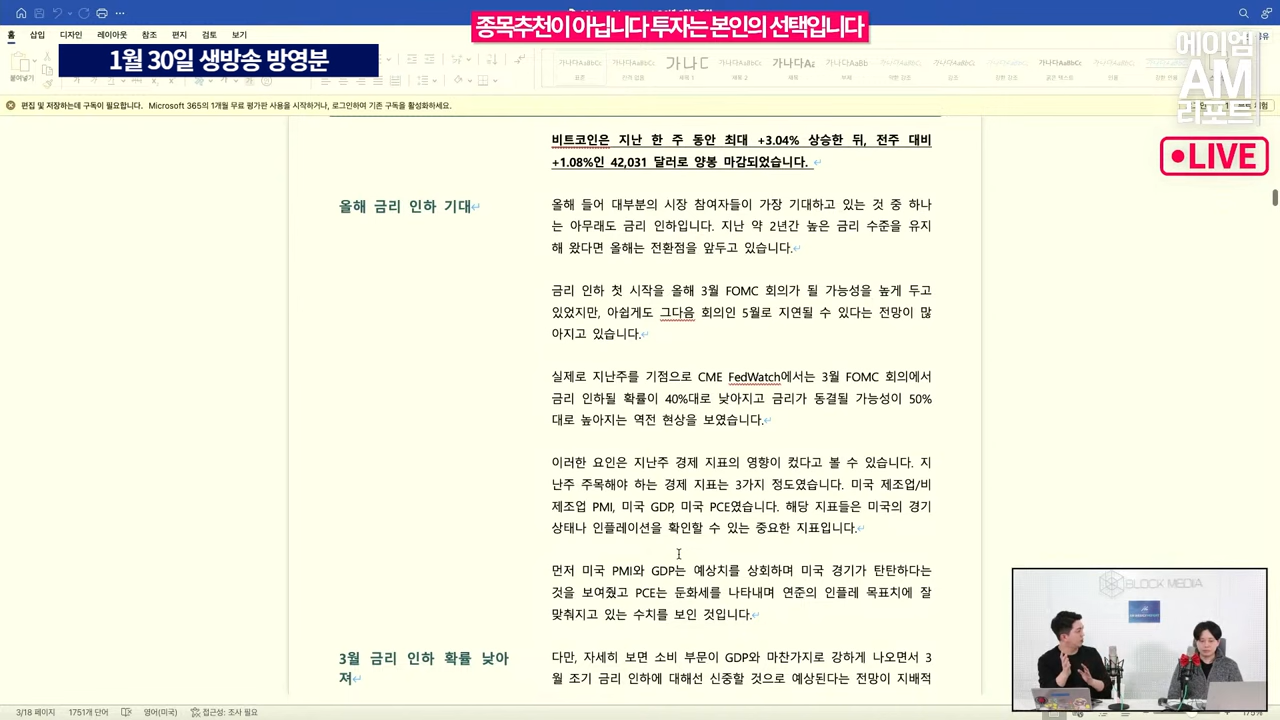 종목추천이 아닙니다 투자는 본인의 선택입니다
홈 삽입 디자인 레이아웃 참조 편지 검토 보기
1월 30일 생방송 방영분
에이엠
AM
리포트
LIVE
붙여넣기
편집 및 저장하는데 구독이 필요합니다. Microsoft 365의 1개월 무료 평가판 사용을 시작하거나, 로그인하여 기존 구독을 활성화하세요.
비트코인은 지난 한 주 동안 최대 +3.04% 상승한 뒤, 전주 대비
+1.08%인 42,031 달러로 양봉 마감되었습니다.
올해 금리 인하 기대
올해 들어 대부분의 시장 참여자들이 가장 기대하고 있는 것 중 하나
는 아무래도 금리 인하입니다. 지난 약 2년간 높은 금리 수준을 유지
해 왔다면 올해는 전환점을 앞두고 있습니다.
금리 인하 첫 시작을 올해 3월 FOMC 회의가 될 가능성을 높게 두고
있었지만, 아쉽게도 그다음 회의인 5월로 지연될 수 있다는 전망이 많
아지고 있습니다.
실제로 지난주를 기점으로 CME FedWatch에서는 3월 FOMC 회의에서
금리 인하될 확률이 40%대로 낮아지고 금리가 동결될 가능성이 50%
대로 높아지는 역전 현상을 보였습니다.
이러한 요인은 지난주 경제 지표의 영향이 컸다고 볼 수 있습니다. 지
난주 주목해야 하는 경제 지표는 3가지 정도였습니다. 미국 제조업/비
제조업 PMI, 미국 GDP, 미국 PCE였습니다. 해당 지표들은 미국의 경기
상태나 인플레이션을 확인할 수 있는 중요한 지표입니다.
먼저 미국 PMI와 GDP는 예상치를 상회하며 미국 경기가 탄탄하다는
것을 보여줬고 PCE는 둔화세를 나타내며 연준의 인플레 목표치에 잘
맞춰지고 있는 수치를 보인 것입니다.
3월 금리 인하 확률 낮아
져
다만, 자세히 보면 소비 부문이 GDP와 마찬가지로 강하게 나오면서 3
월 조기 금리 인하에 대해선 신중할 것으로 예상된다는 전망이 지배적
BLOCK MEDIA
3/18 페이지 1751개 단어 영어(미국) 접근성: 조사 필요
175%